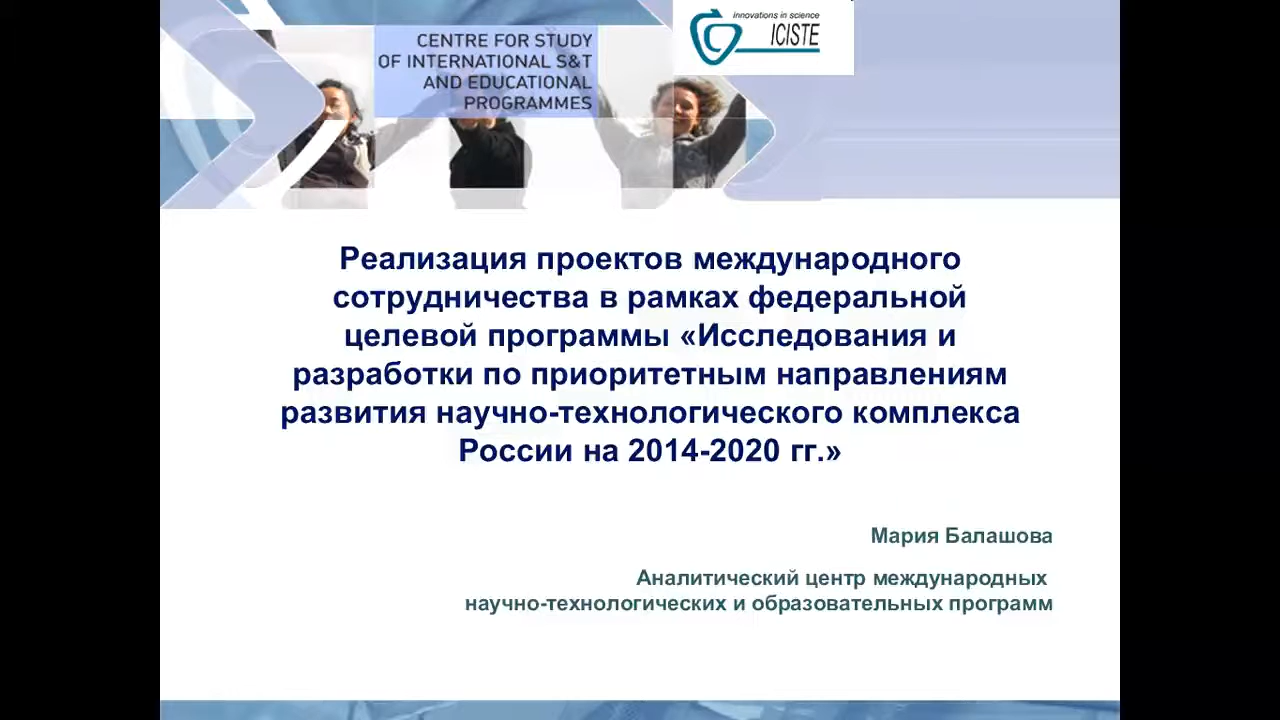 CENTRE FOR STUDY
OF INTERNATIONAL S&T
AND EDUCATIONAL
PROGRAMMES
innovations in science
ICISTE
Реализация проектов международного
сотрудничества в рамках федеральной
целевой программы «Исследования и
разработки по приоритетным направлениям
развития научно-технологического комплекса
России на 2014-2020 гг.»
Мария Балашова
Аналитический центр международных
научно-технологических и образовательных программ